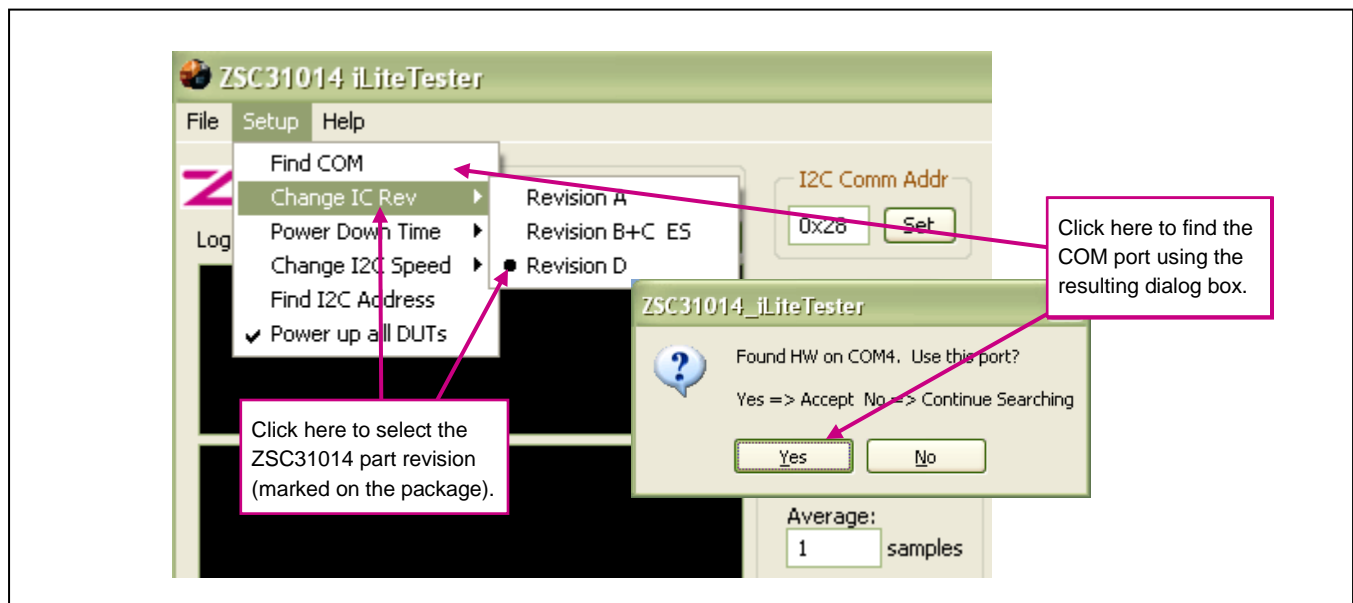 ZSC31014 iLiteTester
File Setup Help
Find COM
Change IC Rev
Power Down Time
Change I2C Speed
Find I2C Address
Power up all DUTs
Revision A
Revision B+C ES
Revision D
Log
I2C Comm Addr
0x28 Set
Click here to find the
COM port using the
resulting dialog box.
ZSC31014_iLiteTester
Found HW on COM4. Use this port?
Yes => Accept No => Continue Searching
Yes No
Click here to select the
ZSC31014 part revision
(marked on the package).
Average:
1 samples